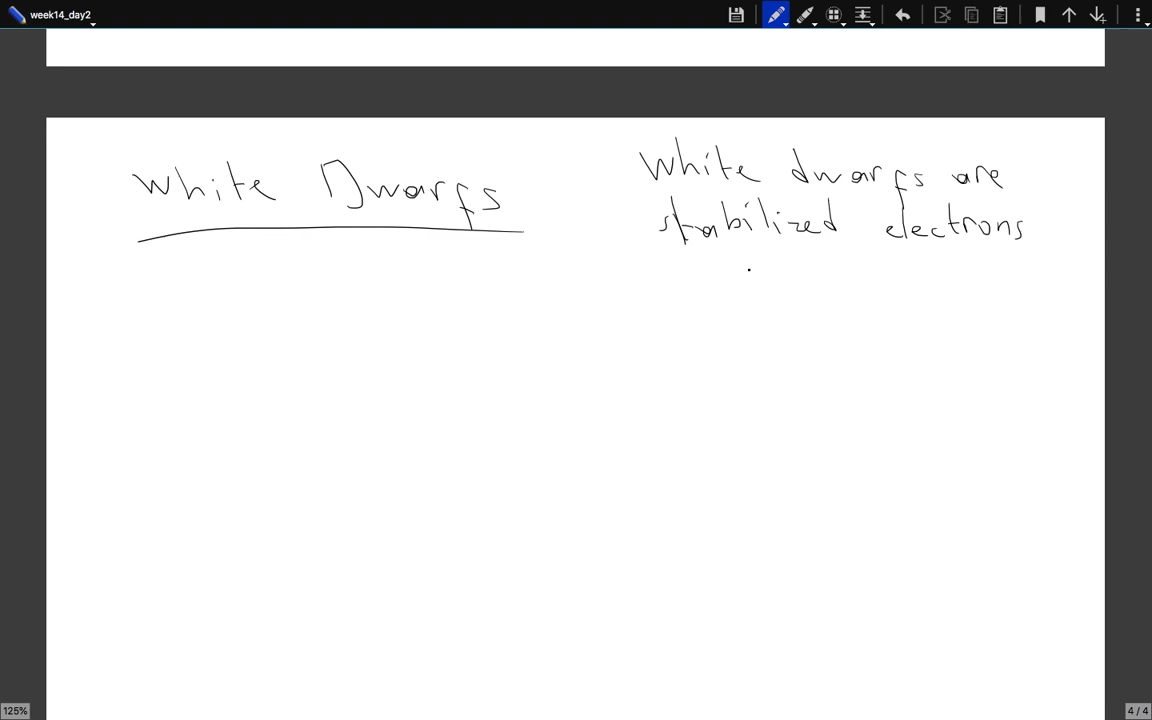 week14_day2
White Dwarfs
White dwarfs are
stabilized electrons
125%
4 / 4